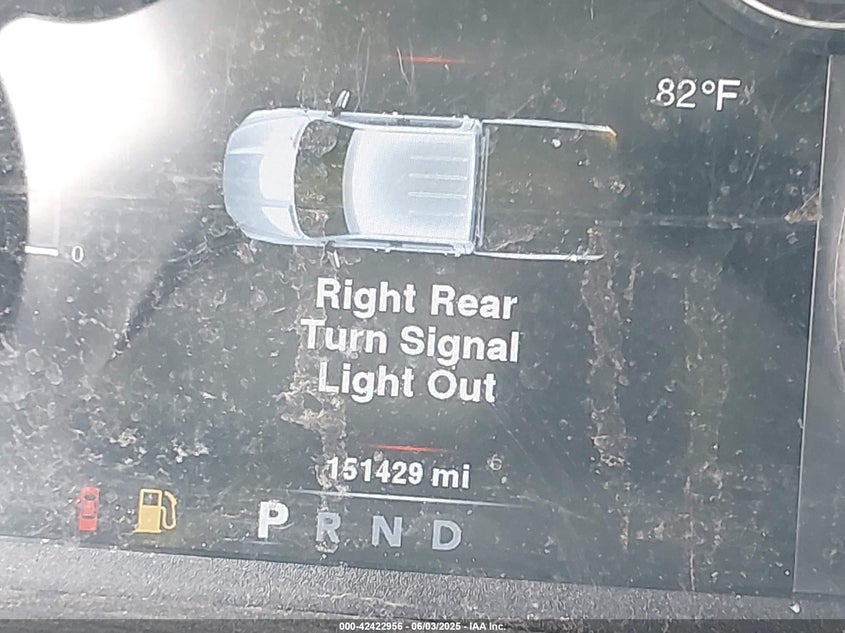 82°F
0
Right Rear
Turn Signal
Light Out
151429 mi
P R N D
000-42422956 - 06/03/2025 - IAA Inc.